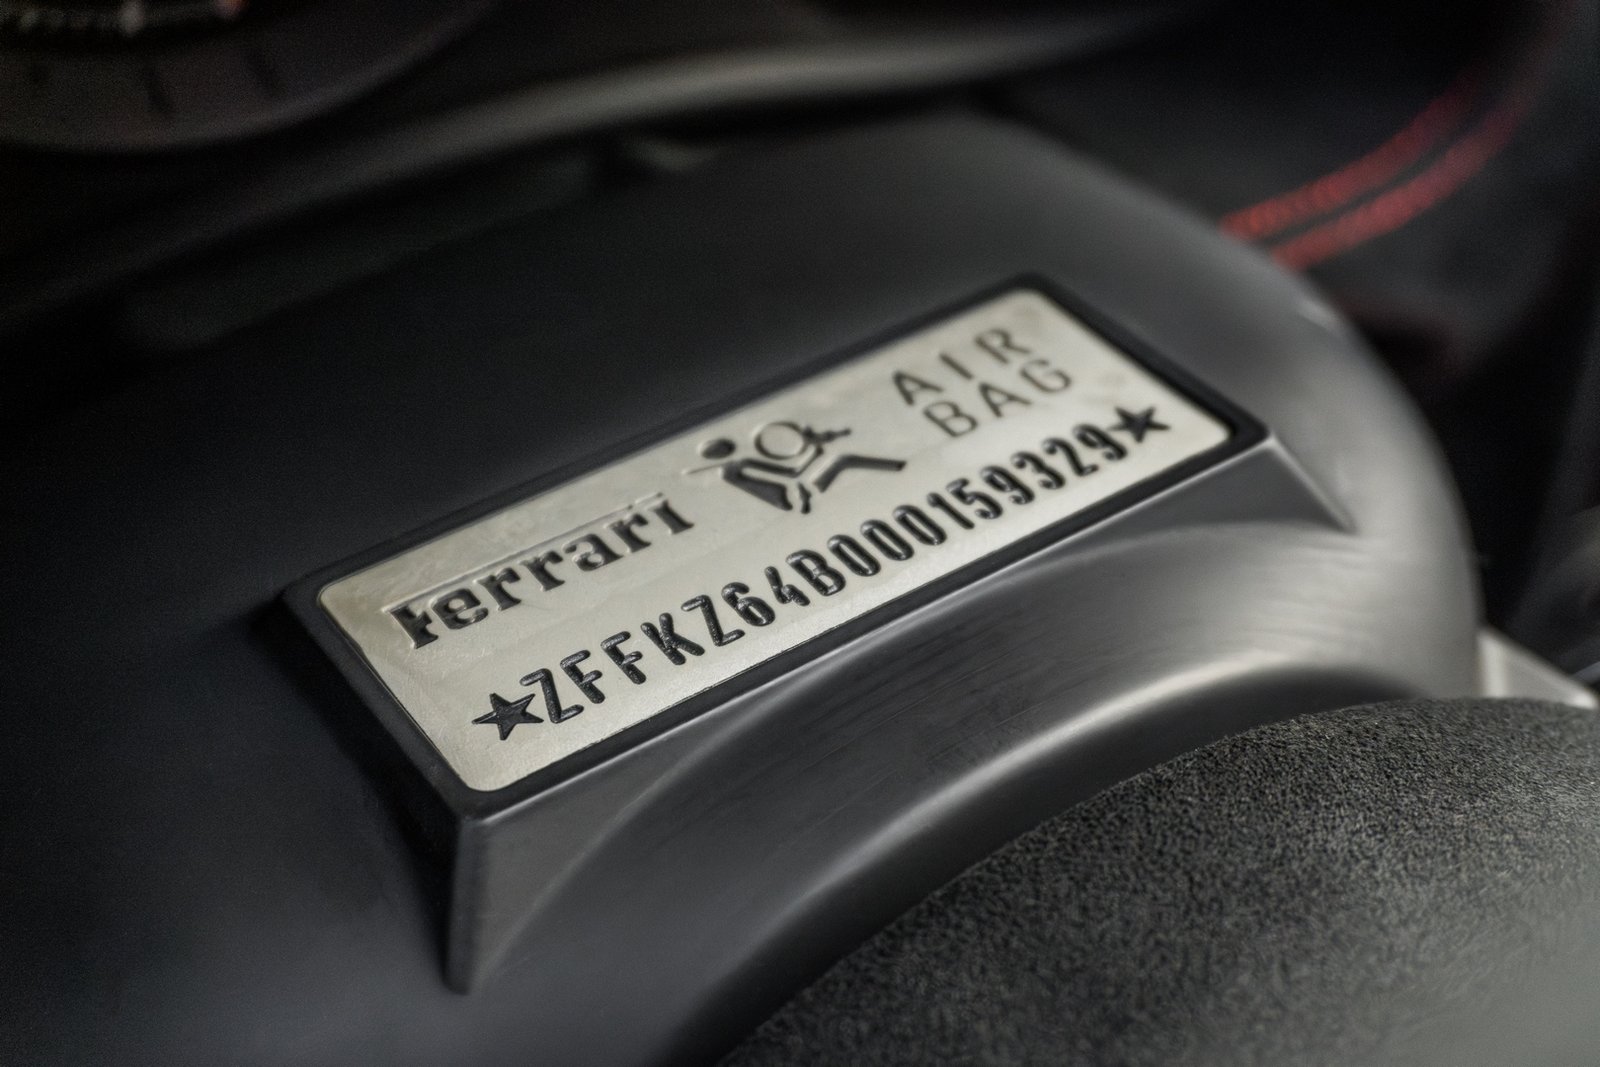 Ferrari
AIR
BAG
★ZFFKZ64B000159329★